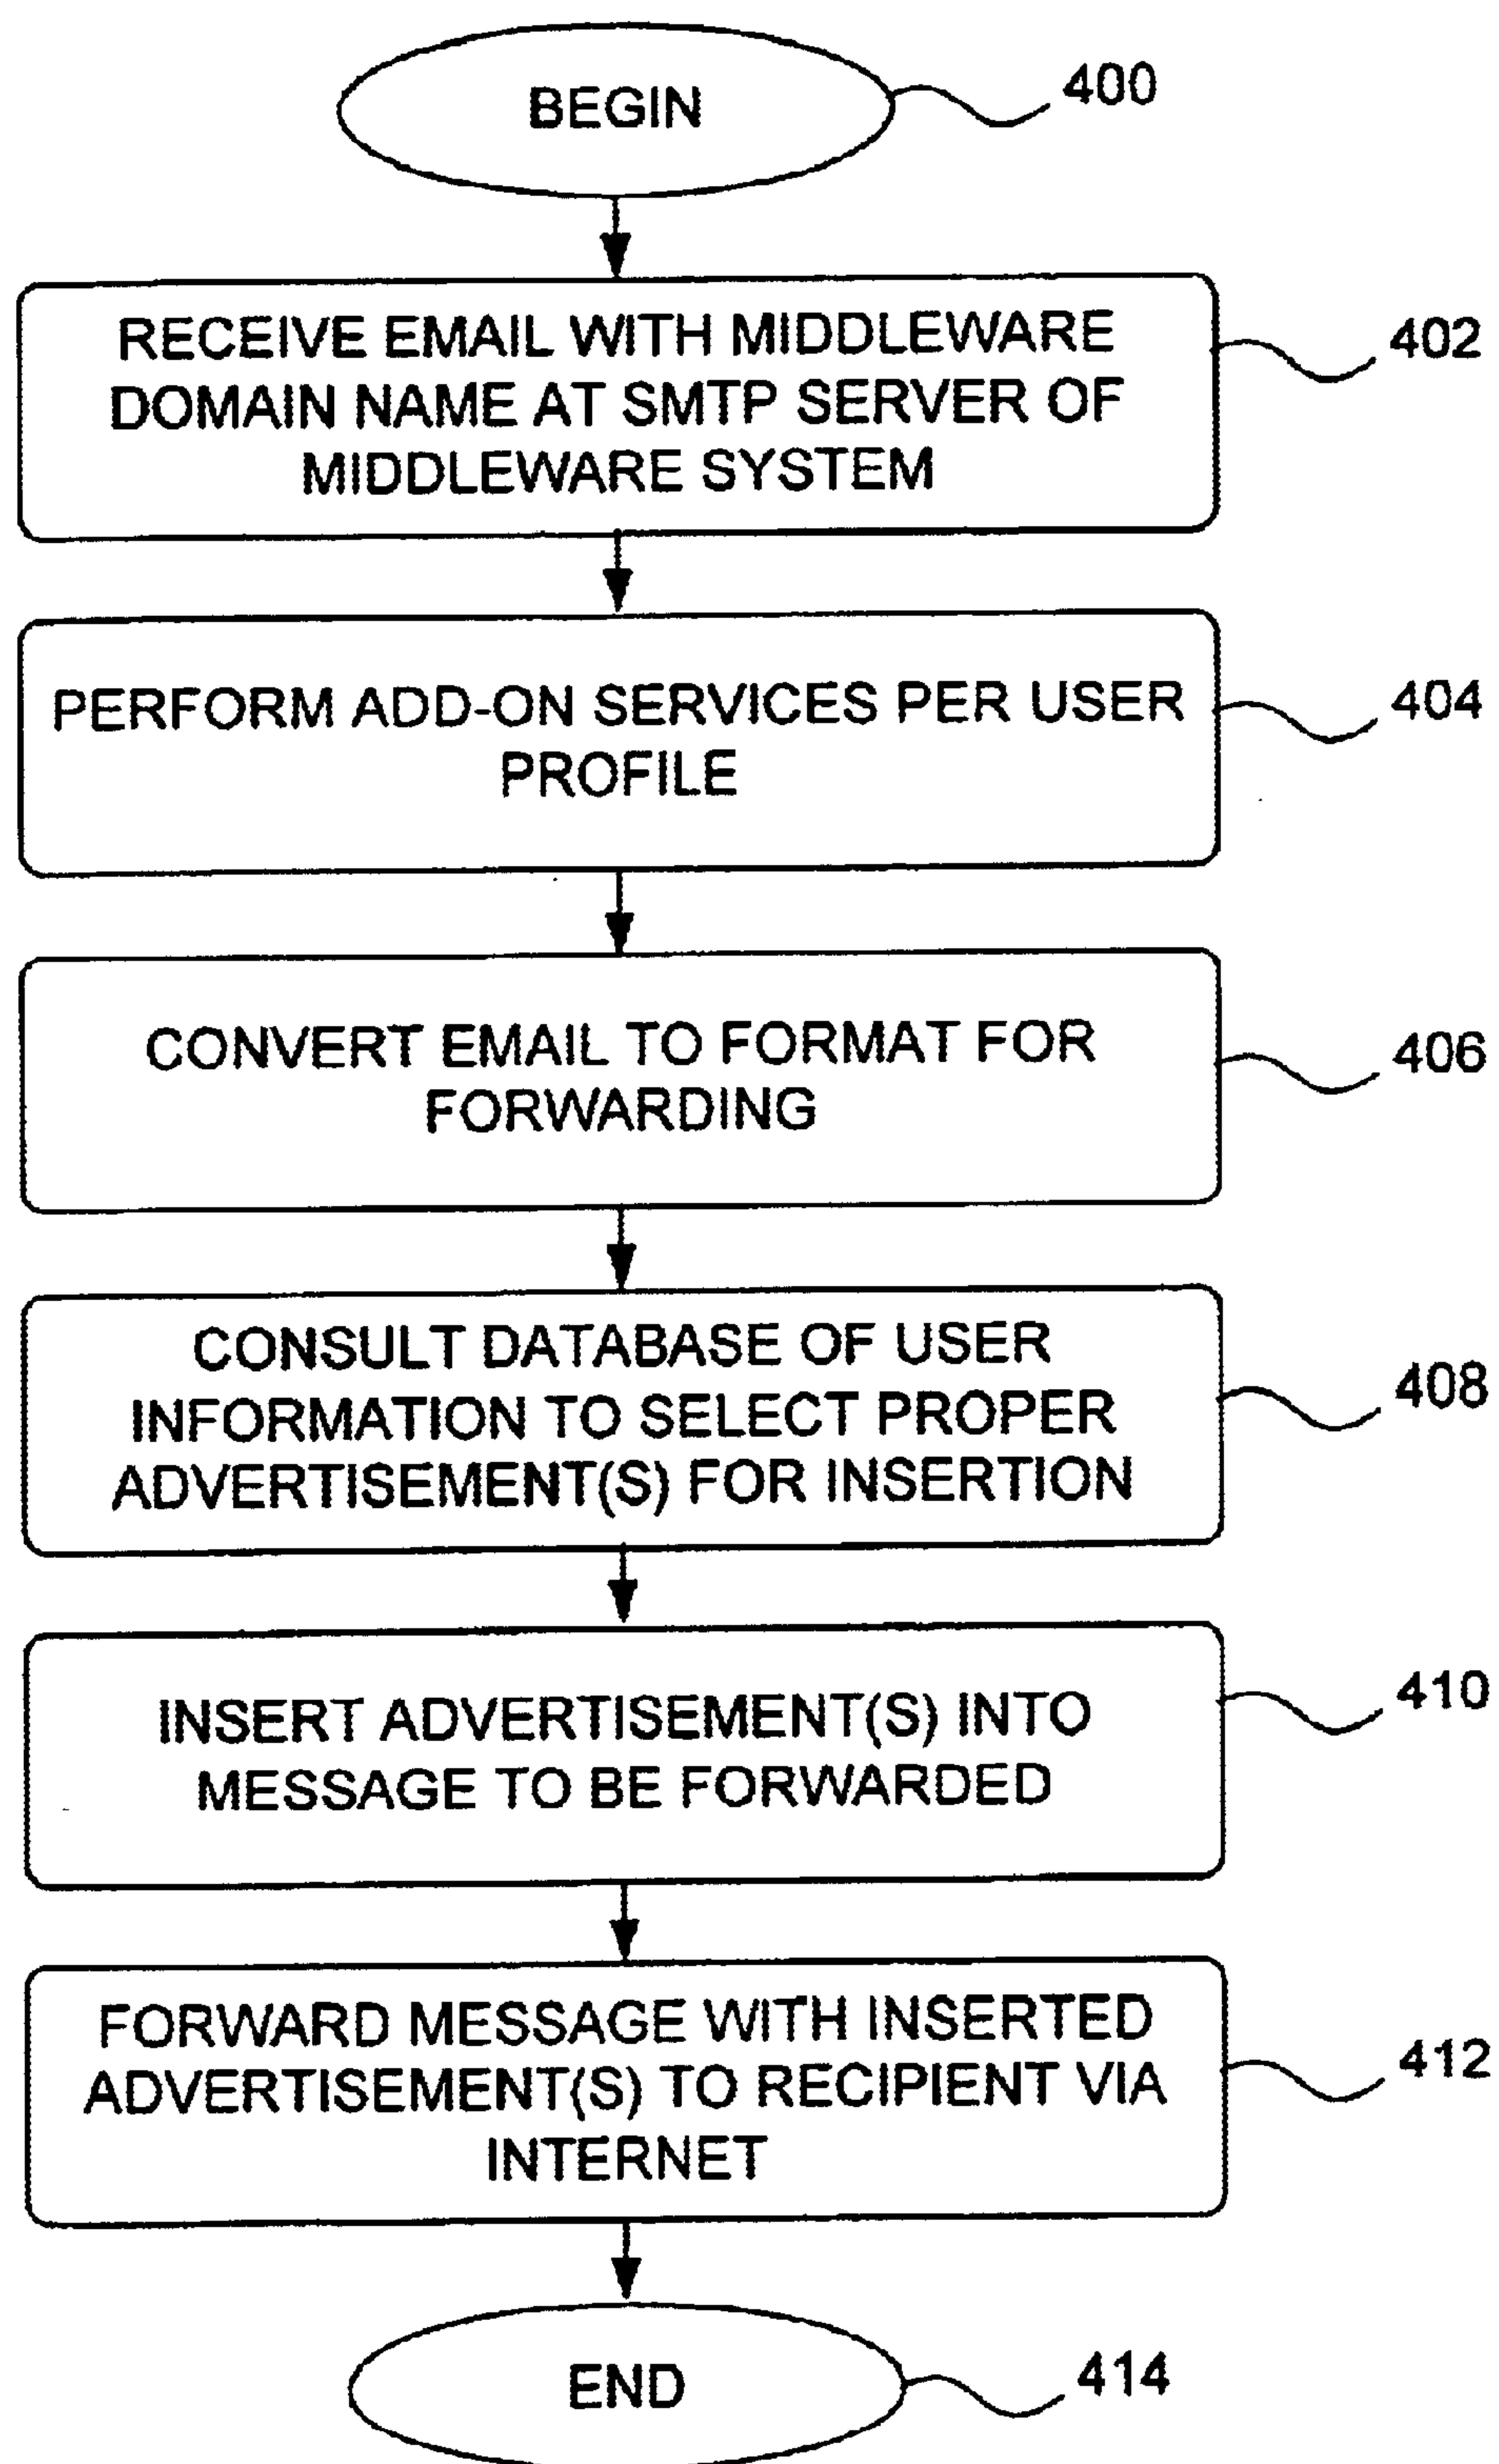 BEGIN
400
RECEIVE EMAIL WITH MIDDLEWARE
DOMAIN NAME AT SMTP SERVER OF
MIDDLEWARE SYSTEM
402
PERFORM ADD-ON SERVICES PER USER
PROFILE
404
CONVERT EMAIL TO FORMAT FOR
FORWARDING
406
CONSULT DATABASE OF USER
INFORMATION TO SELECT PROPER
ADVERTISEMENT(S) FOR INSERTION
408
INSERT ADVERTISEMENT(S) INTO
MESSAGE TO BE FORWARDED
410
FORWARD MESSAGE WITH INSERTED
ADVERTISEMENT(S) TO RECIPIENT VIA
INTERNET
412
END
414